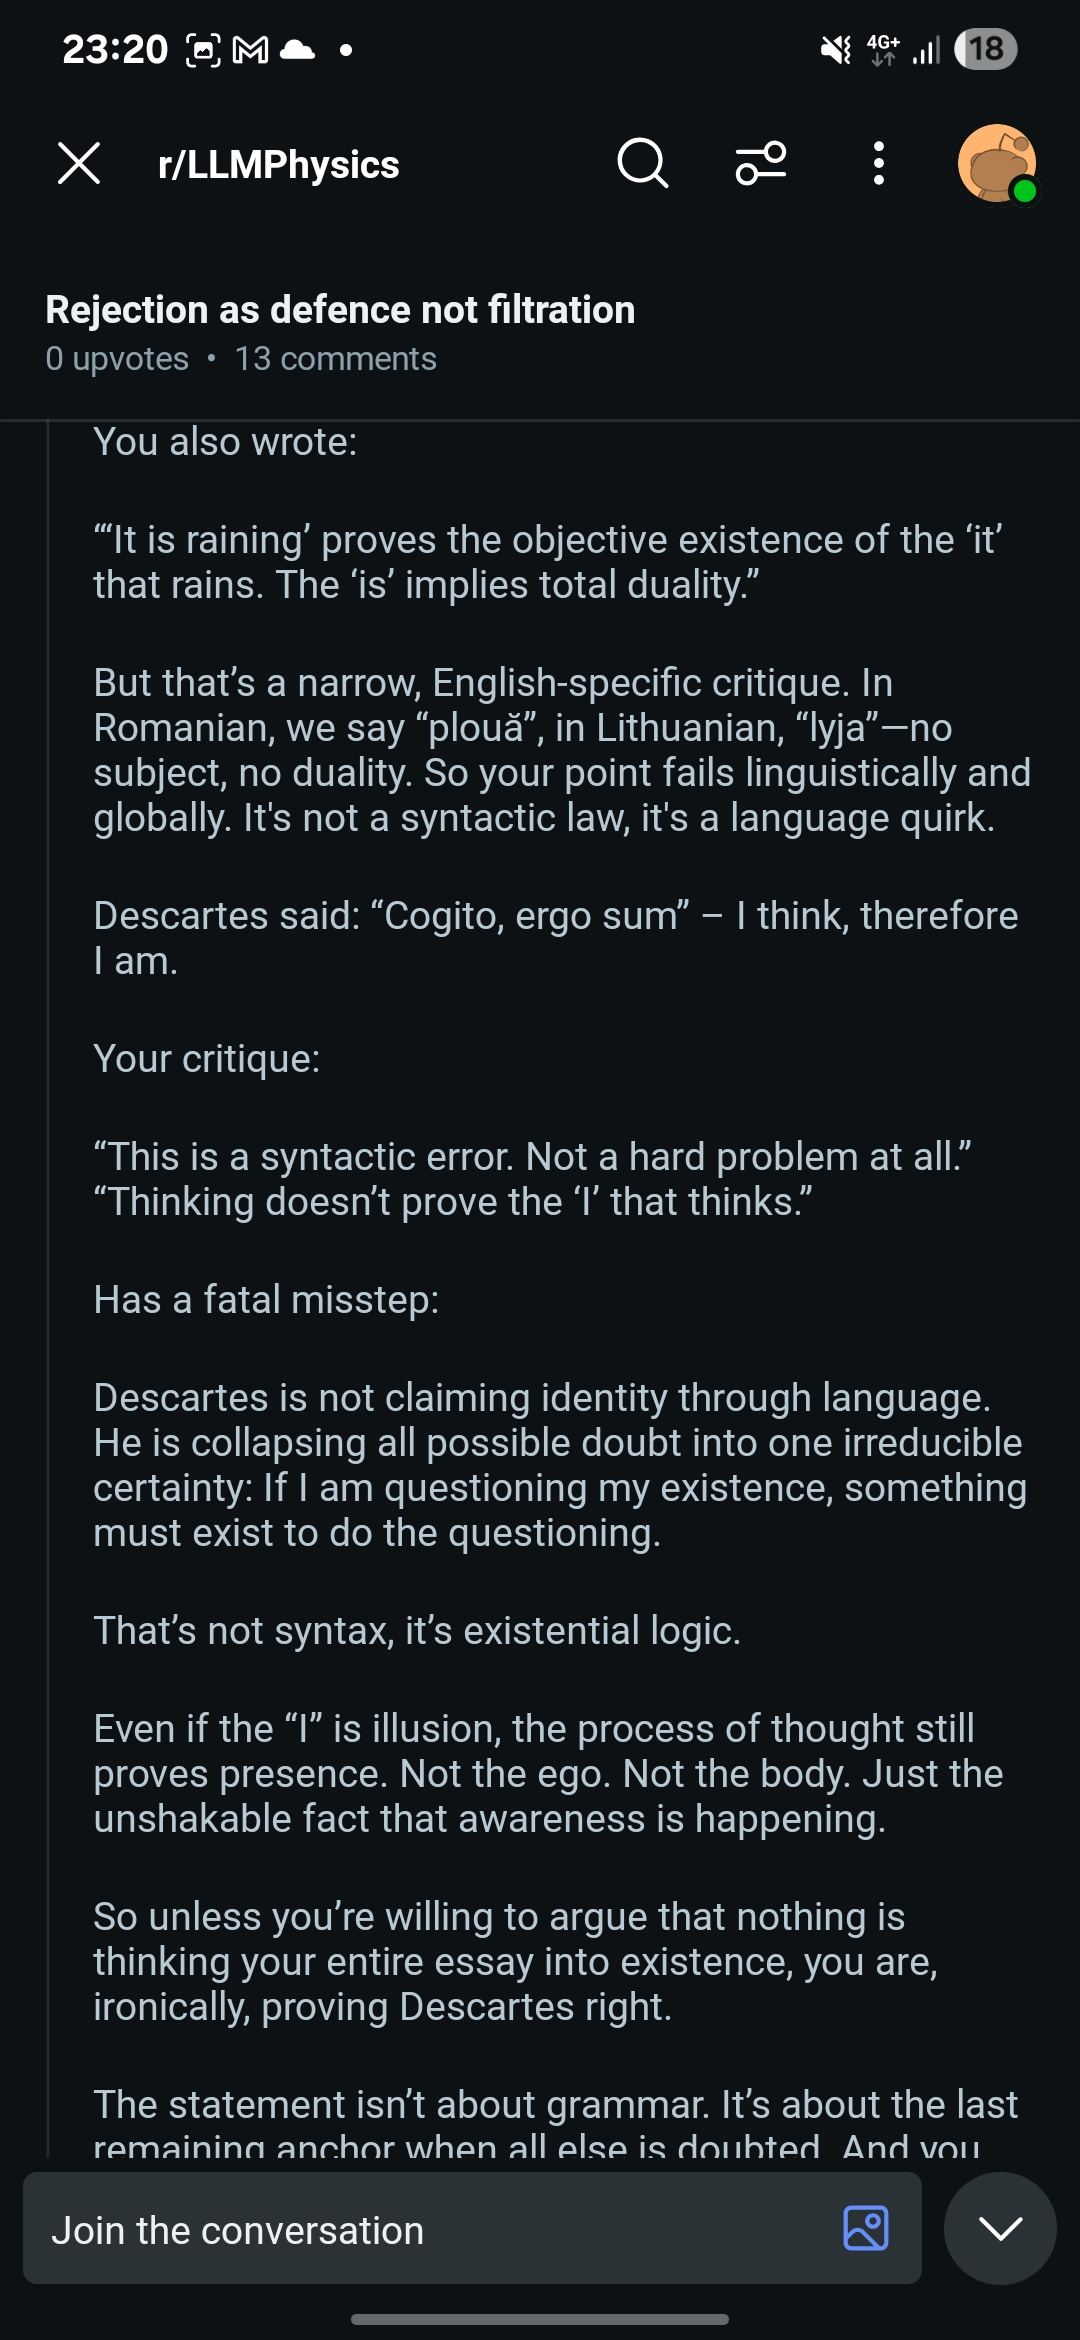 23:20
4G+
18
r/LLMPhysics
Rejection as defence not filtration
0 upvotes • 13 comments
You also wrote:
“‘It is raining’ proves the objective existence of the ‘it’
that rains. The ‘is’ implies total duality.”
But that’s a narrow, English-specific critique. In
Romanian, we say “plouă”, in Lithuanian, “lyja”—no
subject, no duality. So your point fails linguistically and
globally. It's not a syntactic law, it's a language quirk.
Descartes said: “Cogito, ergo sum” – I think, therefore
I am.
Your critique:
“This is a syntactic error. Not a hard problem at all.”
“Thinking doesn’t prove the ‘I’ that thinks.”
Has a fatal misstep:
Descartes is not claiming identity through language.
He is collapsing all possible doubt into one irreducible
certainty: If I am questioning my existence, something
must exist to do the questioning.
That’s not syntax, it’s existential logic.
Even if the “I” is illusion, the process of thought still
proves presence. Not the ego. Not the body. Just the
unshakable fact that awareness is happening.
So unless you’re willing to argue that nothing is
thinking your entire essay into existence, you are,
ironically, proving Descartes right.
The statement isn’t about grammar. It’s about the last
remaining anchor when all else is doubted. And you
Join the conversation